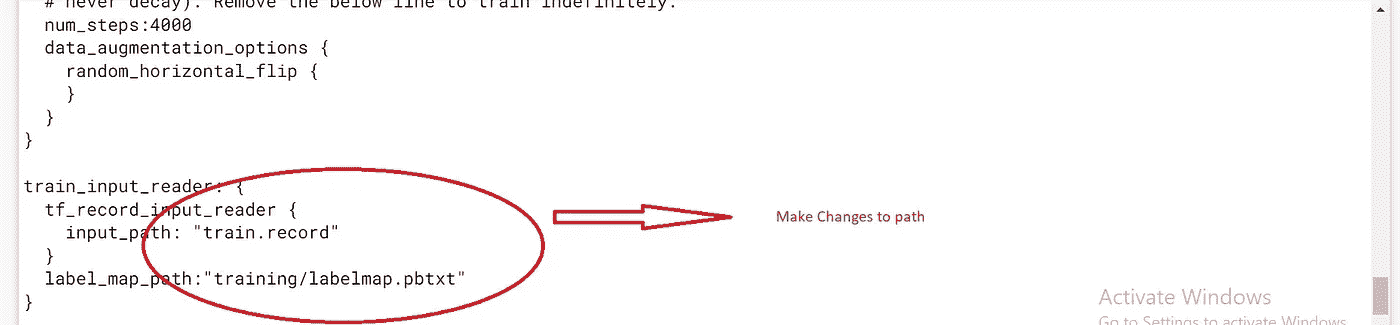 # never decay). Remove the below line to train indefinitely.
num_steps:4000
data_augmentation_options {
random_horizontal_flip {
}
}
}
train_input_reader: {
tf_record_input_reader {
input_path: "train.record"
}
label_map_path:"training/labelmap.pbtxt"
}
Make Changes to path
Activate Windows
Go to Settings to activate Windows.